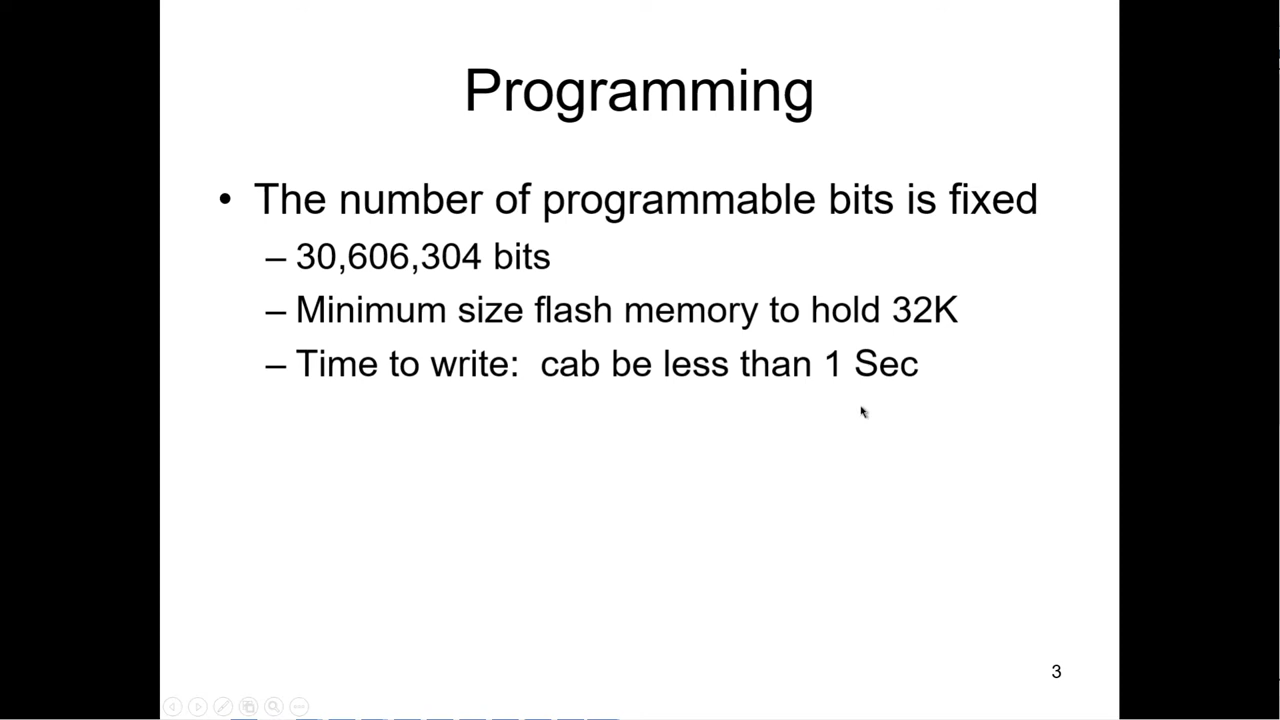 Programming
• The number of programmable bits is fixed
– 30,606,304 bits
– Minimum size flash memory to hold 32K
– Time to write:  cab be less than 1 Sec
3